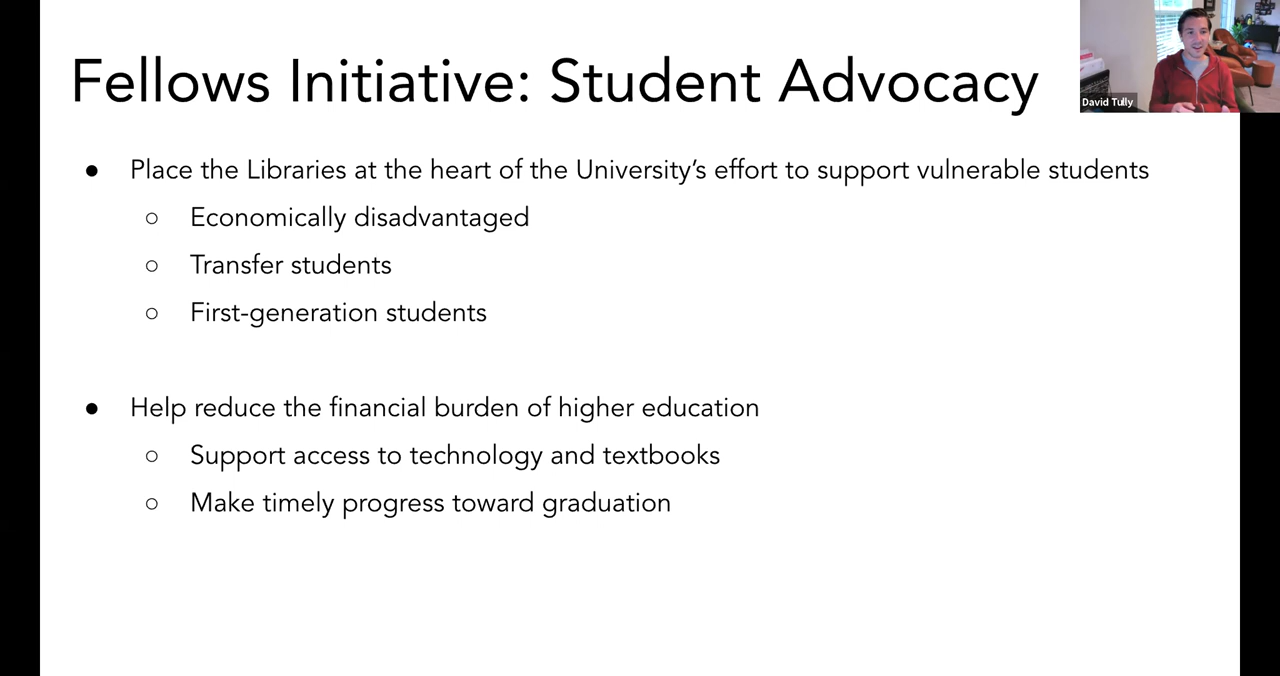 Fellows Initiative: Student Advocacy
David Tully
● Place the Libraries at the heart of the University’s effort to support vulnerable students
○ Economically disadvantaged
○ Transfer students
○ First-generation students
● Help reduce the financial burden of higher education
○ Support access to technology and textbooks
○ Make timely progress toward graduation